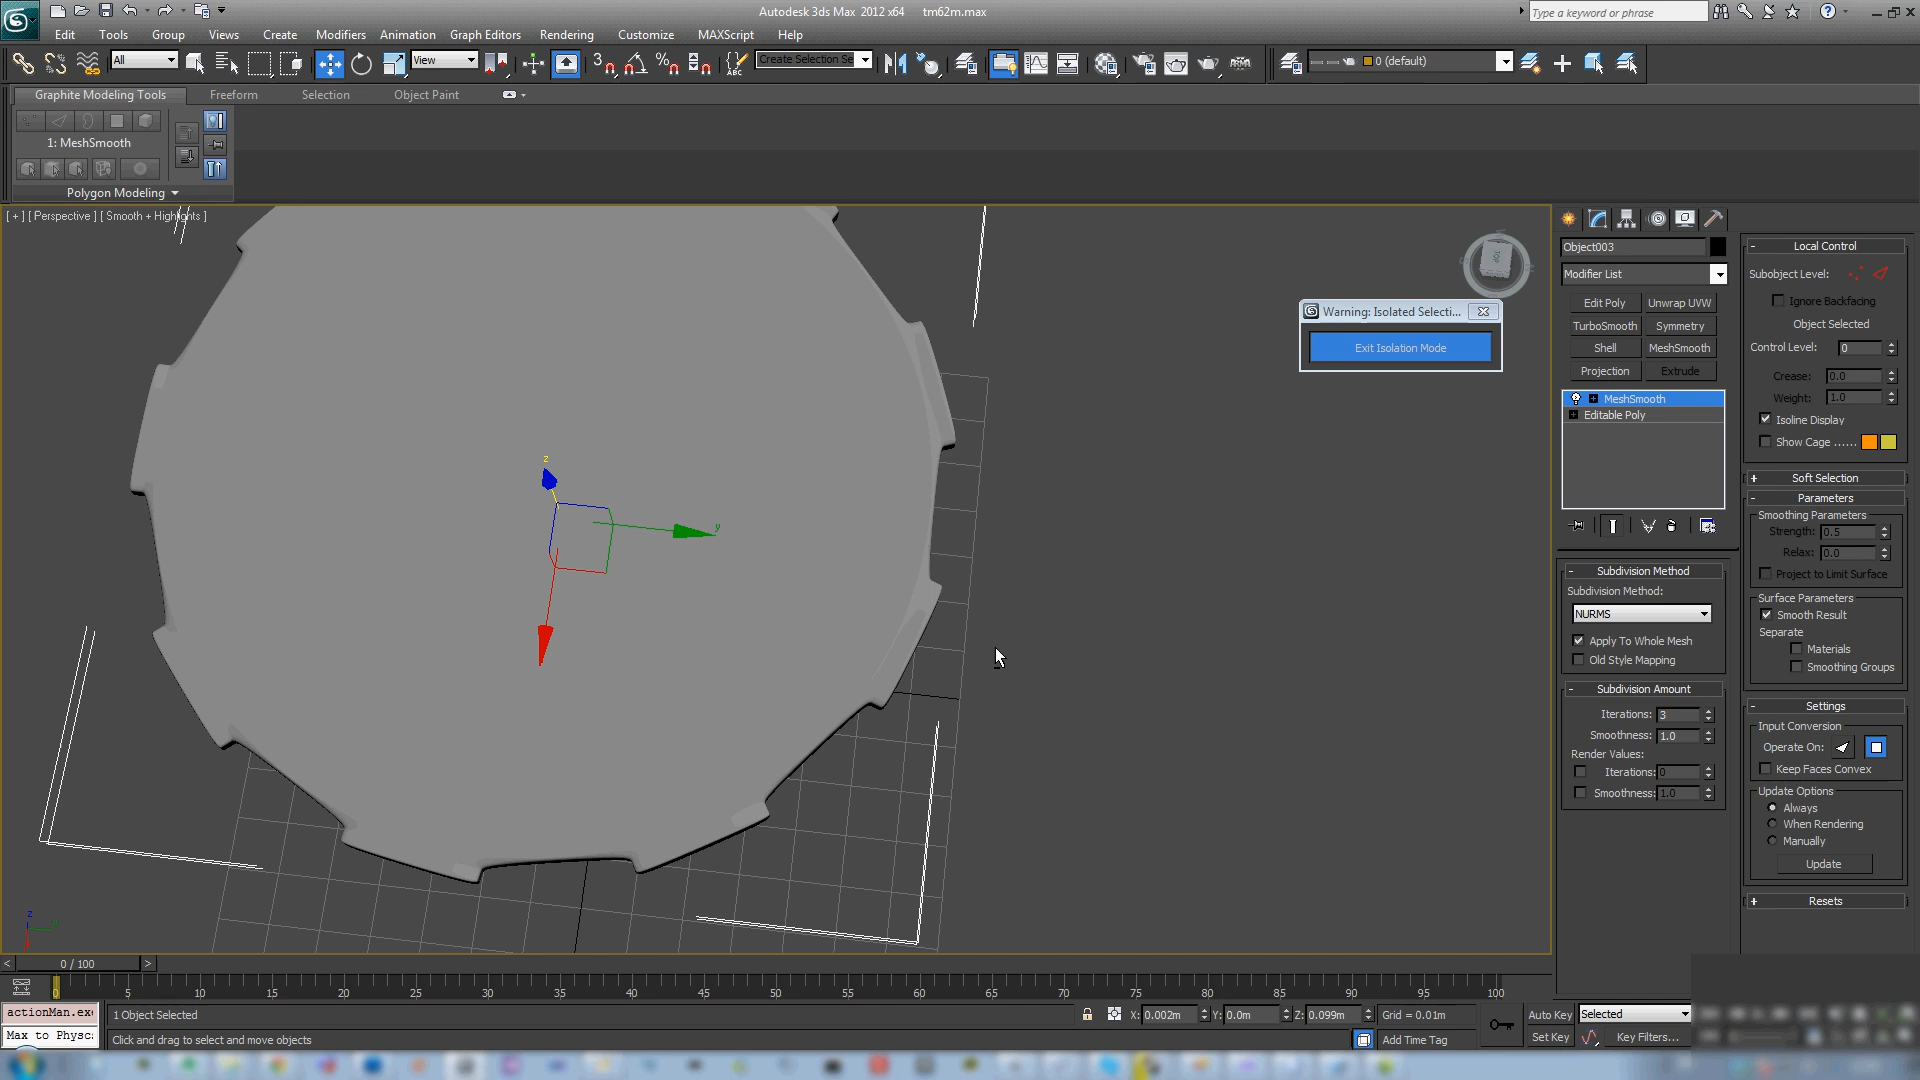 Autodesk 3ds Max 2012 x64 tm62m.max
Type a keyword or phrase
Edit Tools Group Views Create Modifiers Animation Graph Editors Rendering Customize MAXScript Help
All View Create Selection Se 0 (default)
Graphite Modeling Tools Freeform Selection Object Paint
1: MeshSmooth
Polygon Modeling
[ + ] [ Perspective ] [ Smooth + Highlights ]
TOP
Warning: Isolated Selecti...
Exit Isolation Mode
z
y
z
Object003
Modifier List
Edit Poly Unwrap UVW
TurboSmooth Symmetry
Shell MeshSmooth
Projection Extrude
MeshSmooth
Editable Poly
- Subdivision Method
Subdivision Method:
NURMS
Apply To Whole Mesh
Old Style Mapping
- Subdivision Amount
Iterations: 3
Smoothness: 1.0
Render Values:
Iterations: 0
Smoothness: 1.0
- Local Control
Subobject Level:
Ignore Backfacing
Object Selected
Control Level: 0
Crease: 0.0
Weight: 1.0
Isoline Display
Show Cage ......
+ Soft Selection
- Parameters
Smoothing Parameters
Strength: 0.5
Relax: 0.0
Project to Limit Surface
Surface Parameters
Smooth Result
Separate
Materials
Smoothing Groups
- Settings
Input Conversion
Operate On:
Keep Faces Convex
Update Options
Always
When Rendering
Manually
Update
+ Resets
< 0 / 100 >
0 5 10 15 20 25 30 35 40 45 50 55 60 65 70 75 80 85 90 95 100
actionMan.exe
1 Object Selected
X: 0.002m Y: 0.0m Z: 0.099m Grid = 0.01m
Auto Key Selected
Max to Physc:
Click and drag to select and move objects
Add Time Tag
Set Key Key Filters...